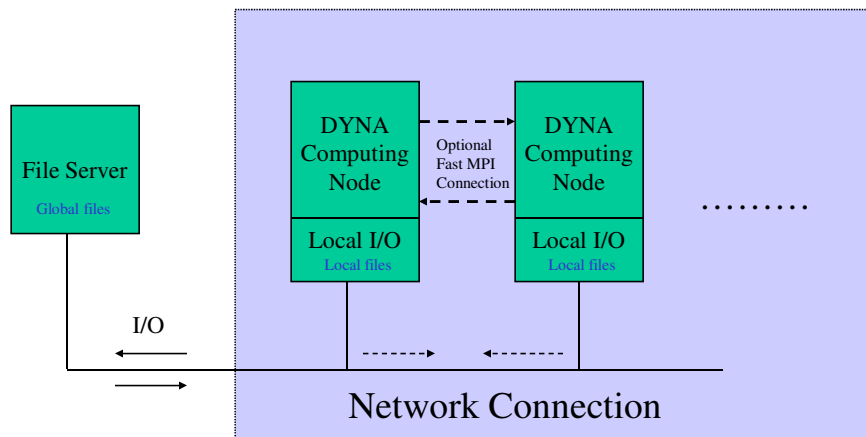 File Server
Global files
DYNA
Computing
Node
Local I/O
Local files
Optional
Fast MPI
Connection
DYNA
Computing
Node
Local I/O
Local files
.........
I/O
Network Connection